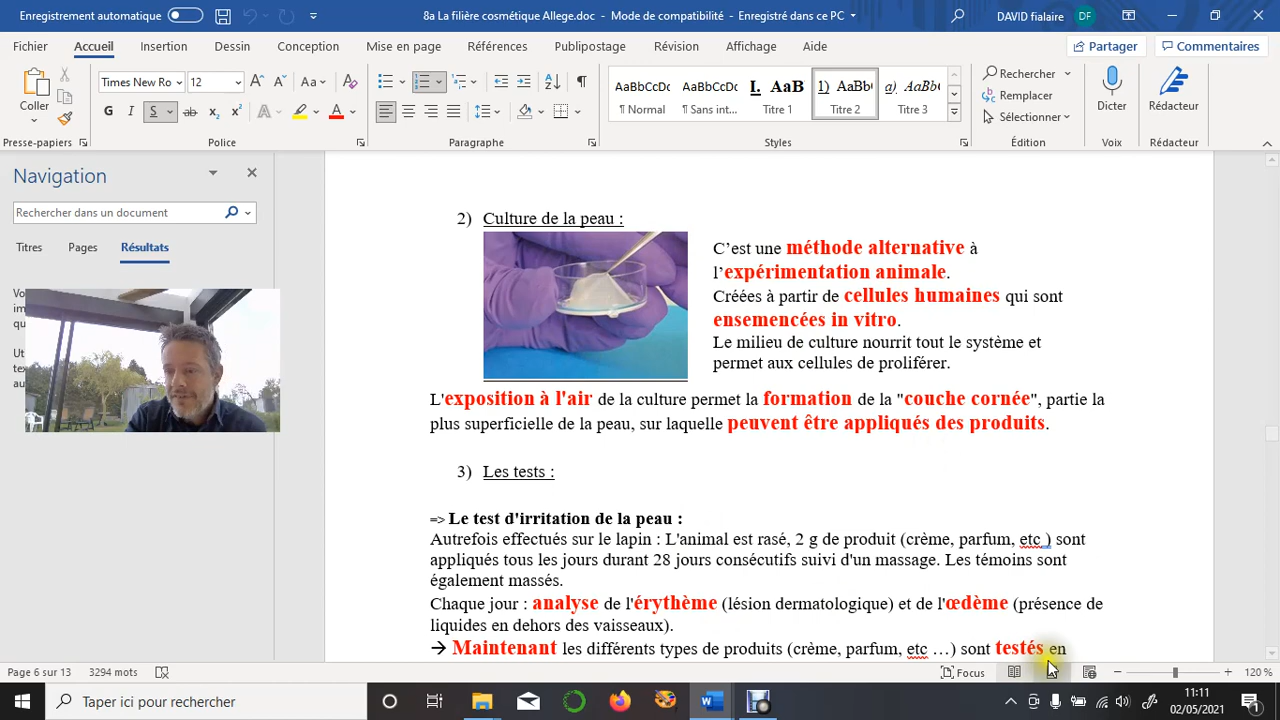 Enregistrement automatique
8a La filière cosmétique Allege.doc - Mode de compatibilité - Enregistré dans ce PC
DAVID fialaire
DF
Fichier Accueil Insertion Dessin Conception Mise en page Références Publipostage Révision Affichage Aide
Partager
Commentaires
Times New Ro 12
Coller
G I S ab x₂ x²
AaBbCcDc AaBbCcDc I. AaB 1) AaBb a) AaBb(
¶ Normal ¶ Sans int... Titre 1 ¶ Titre 2 ¶ Titre 3
Rechercher
Remplacer
Sélectionner
Dicter
Rédacteur
Presse-papiers Police Paragraphe Styles Édition Voix Rédacteur
Navigation
Rechercher dans un document
Titres Pages Résultats
2) Culture de la peau :
C’est une méthode alternative à
l’expérimentation animale.
Créées à partir de cellules humaines qui sont
ensemencées in vitro.
Le milieu de culture nourrit tout le système et
permet aux cellules de proliférer.
L'exposition à l'air de la culture permet la formation de la "couche cornée", partie la
plus superficielle de la peau, sur laquelle peuvent être appliqués des produits.
3) Les tests :
=> Le test d'irritation de la peau :
Autrefois effectués sur le lapin : L'animal est rasé, 2 g de produit (crème, parfum, etc ) sont
appliqués tous les jours durant 28 jours consécutifs suivi d'un massage. Les témoins sont
également massés.
Chaque jour : analyse de l'érythème (lésion dermatologique) et de l'œdème (présence de
liquides en dehors des vaisseaux).
→ Maintenant les différents types de produits (crème, parfum, etc …) sont testés en
Page 6 sur 13 3294 mots
Focus
120 %
Taper ici pour rechercher
11:11
02/05/2021